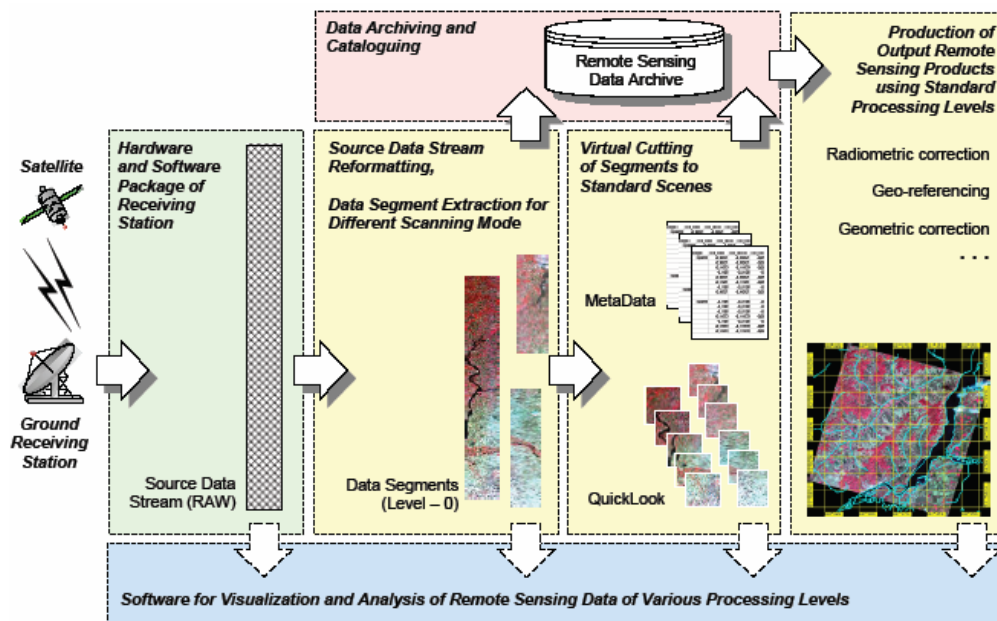 Data Archiving and
Cataloguing
Remote Sensing
Data Archive
Production of
Output Remote
Sensing Products
using Standard
Processing Levels
Radiometric correction
Geo-referencing
Geometric correction
. . .
Satellite
Ground
Receiving
Station
Hardware
and Software
Package of
Receiving
Station
Source Data
Stream (RAW)
Source Data Stream
Reformatting,
Data Segment Extraction for
Different Scanning Mode
Data Segments
(Level – 0)
Virtual Cutting
of Segments to
Standard Scenes
MetaData
QuickLook
Software for Visualization and Analysis of Remote Sensing Data of Various Processing Levels